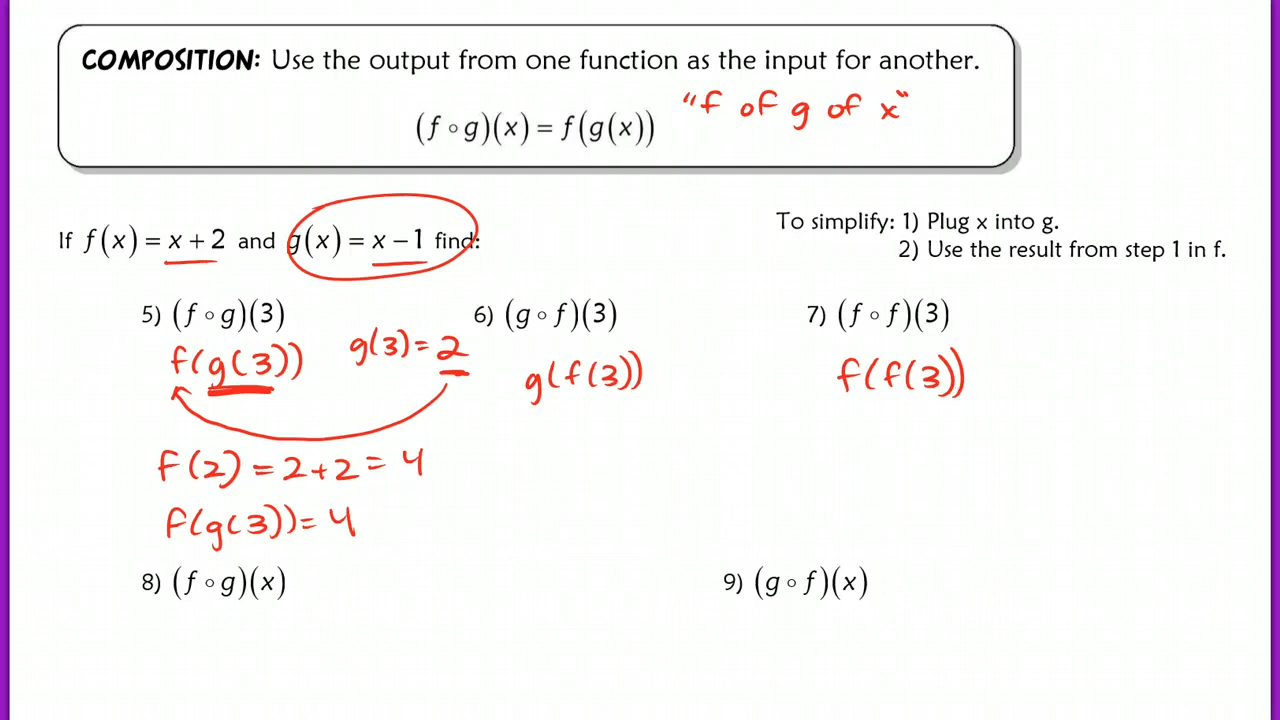 COMPOSITION: Use the output from one function as the input for another.
(f ∘ g)(x) = f(g(x)) "f of g of x"
If f(x) = x + 2 and g(x) = x − 1 find:
To simplify: 1) Plug x into g.
2) Use the result from step 1 in f.
5) (f ∘ g)(3)
f(g(3)) g(3) = 2
f(2) = 2 + 2 = 4
f(g(3)) = 4
6) (g ∘ f)(3)
g(f(3))
7) (f ∘ f)(3)
f(f(3))
8) (f ∘ g)(x)
9) (g ∘ f)(x)